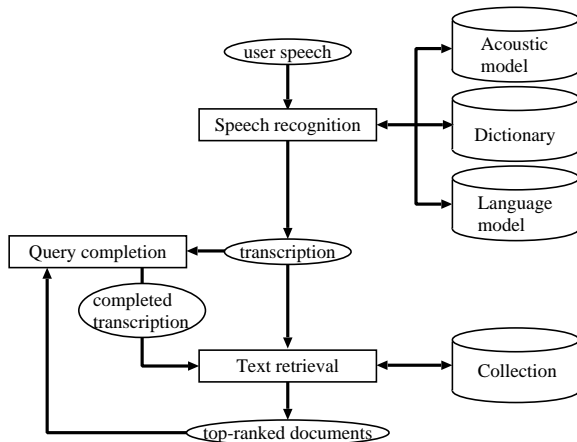 user speech
Acoustic
model
Speech recognition
Dictionary
Language
model
Query completion
transcription
completed
transcription
Text retrieval
Collection
top-ranked documents